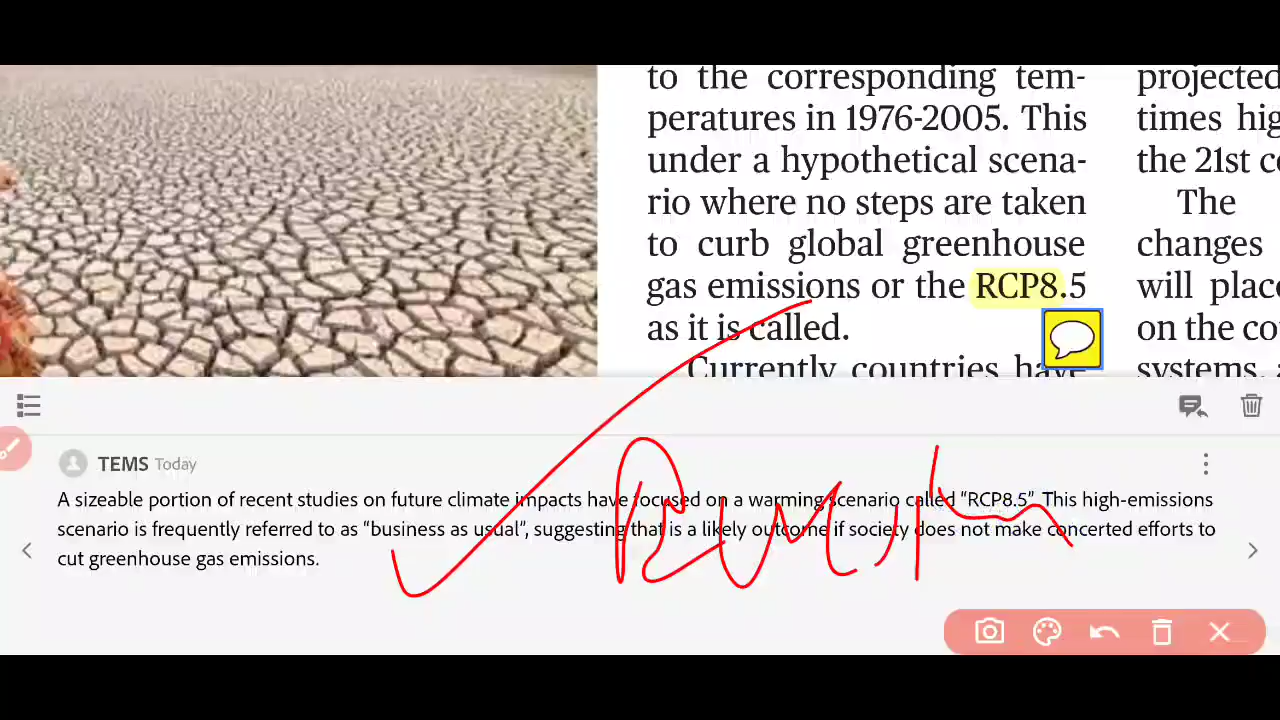 to the corresponding tem-
peratures in 1976-2005. This
under a hypothetical scena-
rio where no steps are taken
to curb global greenhouse
gas emissions or the RCP8.5
as it is called.
Currently countries have
projected
times hig
the 21st c
The
changes
will place
on the co
systems,
TEMS Today
A sizeable portion of recent studies on future climate impacts have focused on a warming scenario called “RCP8.5”. This high-emissions
scenario is frequently referred to as “business as usual”, suggesting that is a likely outcome if society does not make concerted efforts to
cut greenhouse gas emissions.